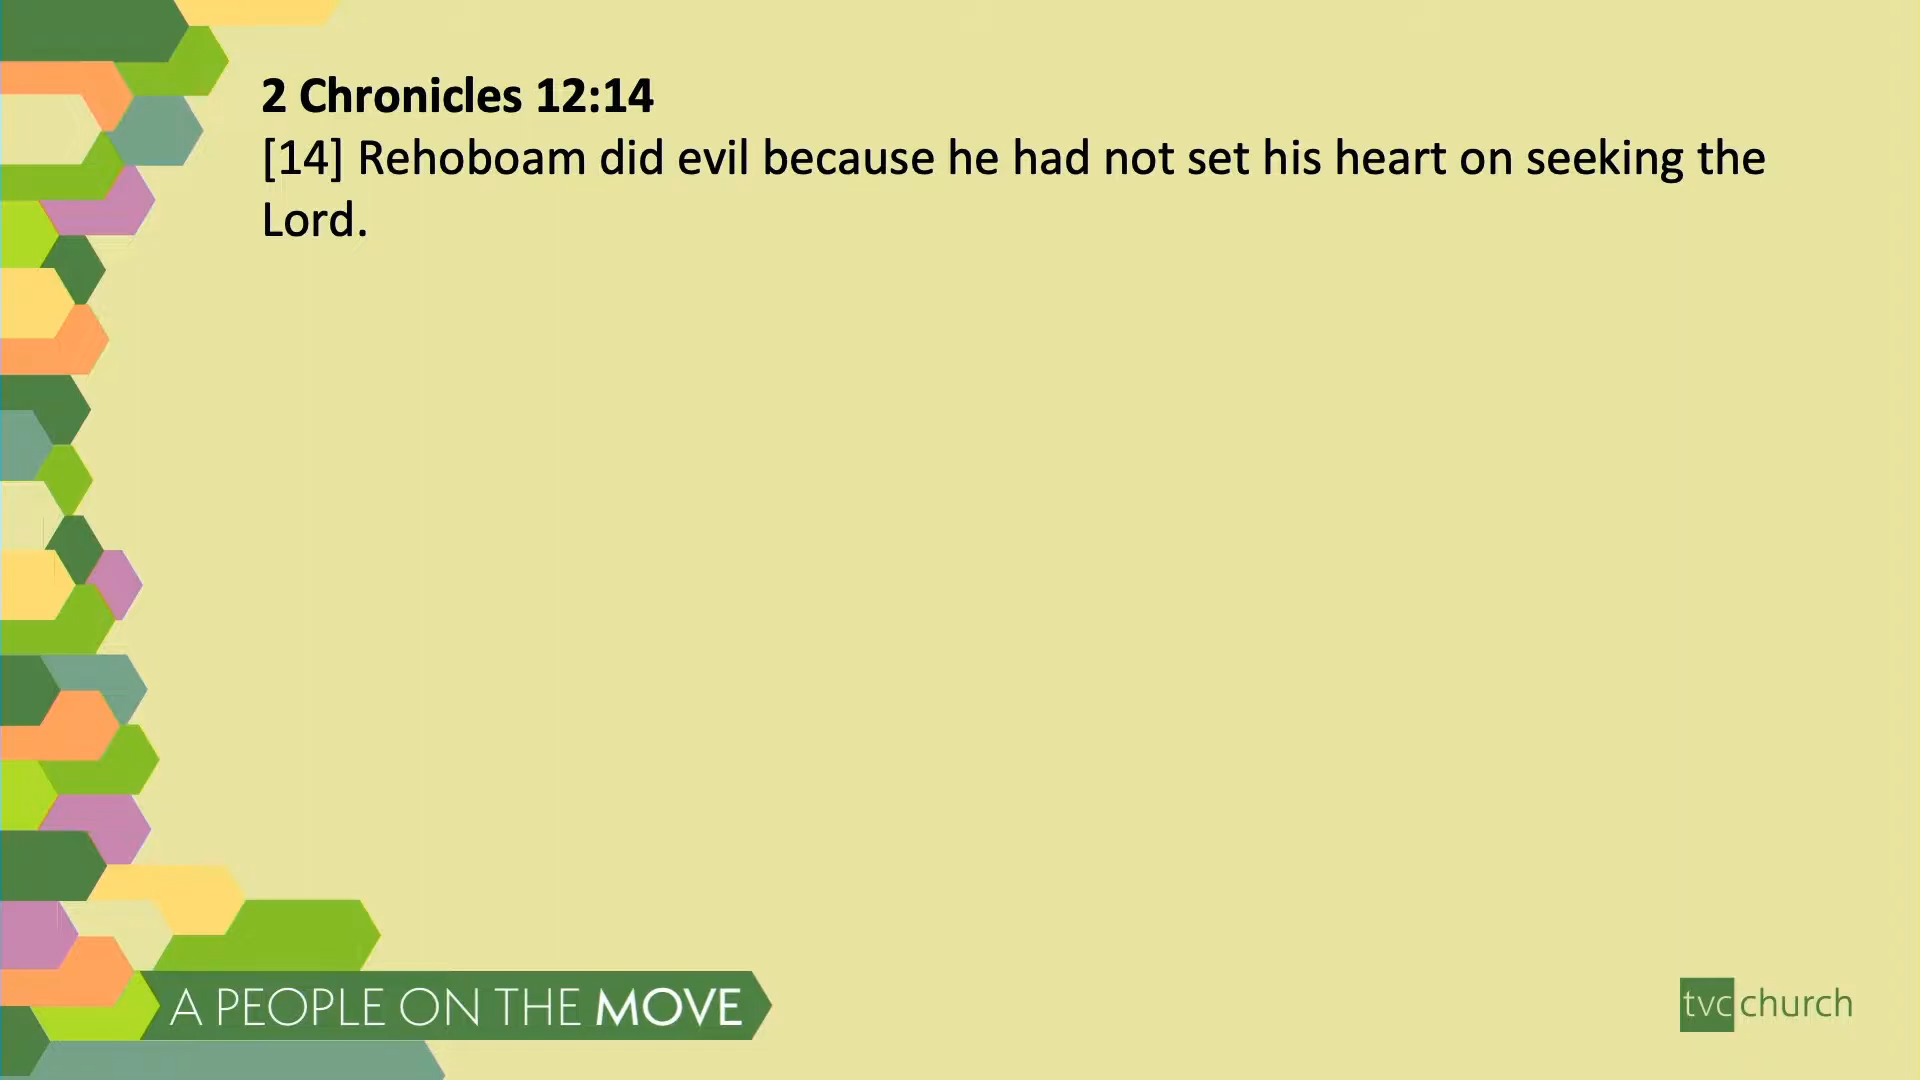 2 Chronicles 12:14
[14] Rehoboam did evil because he had not set his heart on seeking the
Lord.
A PEOPLE ON THE MOVE
tvc church